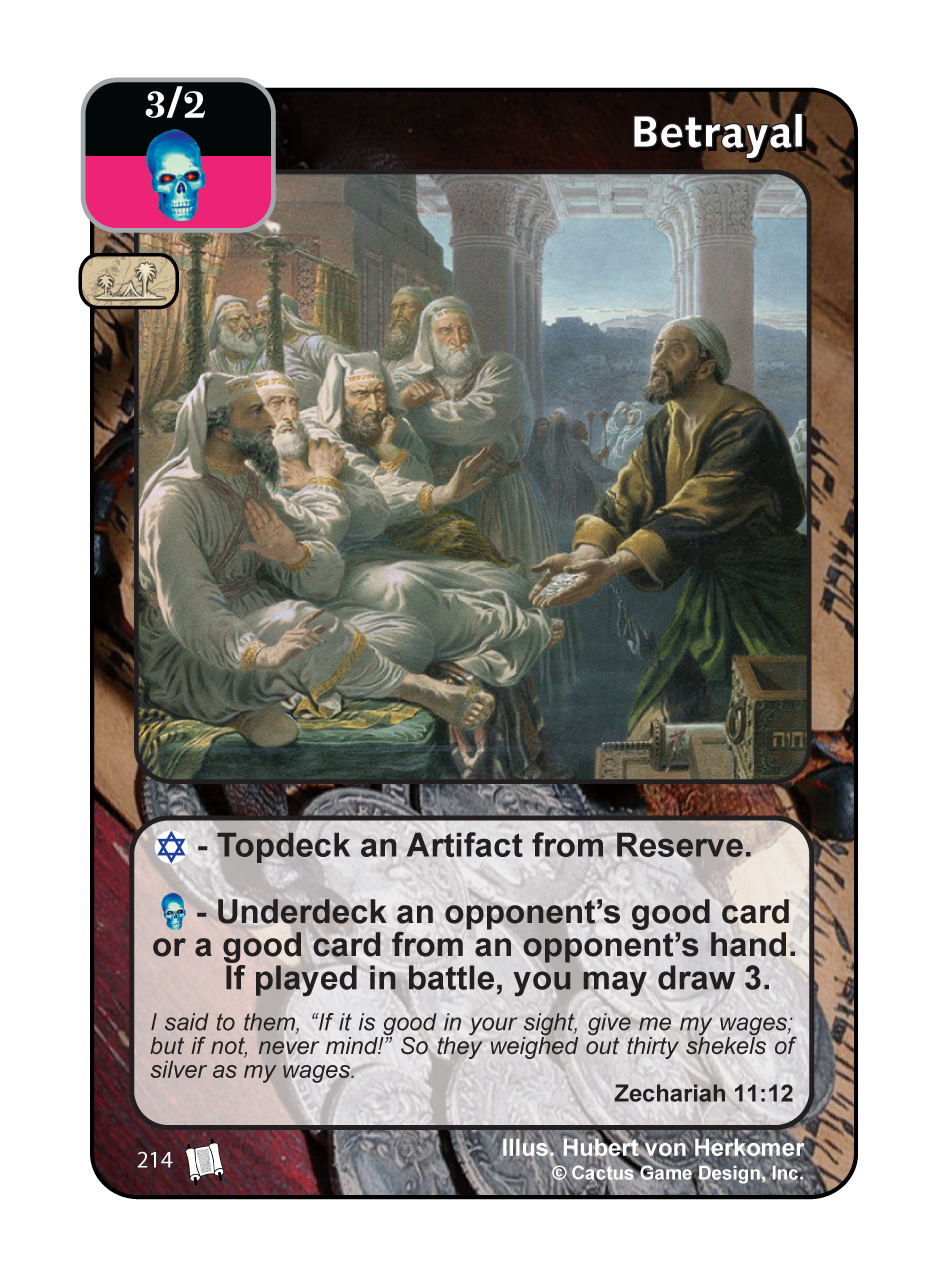 3/2
Betrayal
- Topdeck an Artifact from Reserve.
- Underdeck an opponent's good card
or a good card from an opponent's hand.
If played in battle, you may draw 3.
I said to them, “If it is good in your sight, give me my wages;
but if not, never mind!” So they weighed out thirty shekels of
silver as my wages.
Zechariah 11:12
214
Illus. Hubert von Herkomer
© Cactus Game Design, Inc.